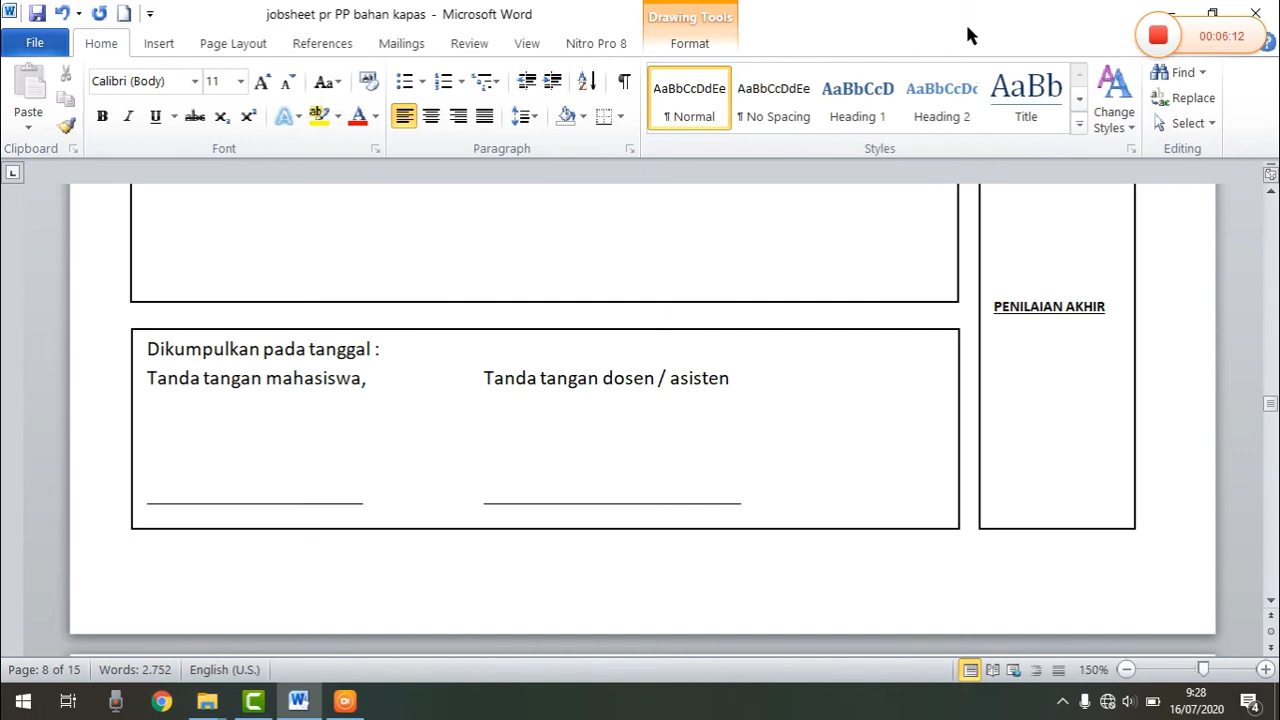 jobsheet pr PP bahan kapas - Microsoft Word
Drawing Tools
00:06:12
File
Home
Insert
Page Layout
References
Mailings
Review
View
Nitro Pro 8
Format
Paste
Clipboard
Calibri (Body)
11
Font
Paragraph
AaBbCcDdEe
¶ Normal
AaBbCcDdEe
¶ No Spacing
AaBbCcD
Heading 1
AaBbCcDc
Heading 2
AaBb
Title
Change
Styles
Styles
Find
Replace
Select
Editing
PENILAIAN AKHIR
Dikumpulkan pada tanggal :
Tanda tangan mahasiswa,
Tanda tangan dosen / asisten
Page: 8 of 15
Words: 2.752
English (U.S.)
150%
9:28
16/07/2020
4